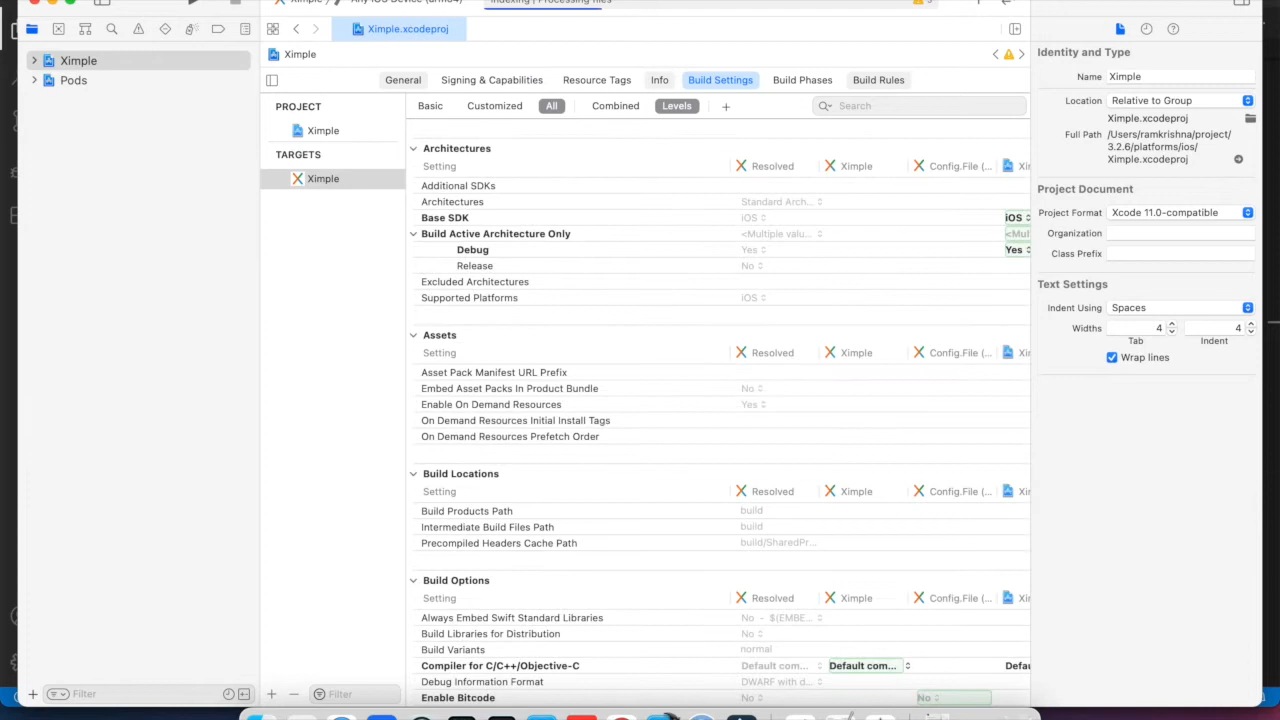 Indexing | Processing files
Ximple.xcodeproj
Ximple
Pods
Filter
Ximple
General
Signing & Capabilities
Resource Tags
Info
Build Settings
Build Phases
Build Rules
PROJECT
Ximple
TARGETS
Ximple
Filter
Basic
Customized
All
Combined
Levels
Search
Architectures
Setting Resolved Ximple Config.File (...
Additional SDKs
Architectures Standard Arch...
Base SDK iOS iOS
Build Active Architecture Only <Multiple valu... <Mul
Debug Yes Yes
Release No
Excluded Architectures
Supported Platforms iOS
Assets
Setting Resolved Ximple Config.File (...
Asset Pack Manifest URL Prefix
Embed Asset Packs In Product Bundle No
Enable On Demand Resources Yes
On Demand Resources Initial Install Tags
On Demand Resources Prefetch Order
Build Locations
Setting Resolved Ximple Config.File (...
Build Products Path build
Intermediate Build Files Path build
Precompiled Headers Cache Path build/SharedPr...
Build Options
Setting Resolved Ximple Config.File (...
Always Embed Swift Standard Libraries No - $(EMBE...
Build Libraries for Distribution No
Build Variants normal
Compiler for C/C++/Objective-C Default com... Default com... Defau
Debug Information Format DWARF with d...
Enable Bitcode No No
Identity and Type
Name Ximple
Location Relative to Group
Ximple.xcodeproj
Full Path /Users/ramkrishna/project/
3.2.6/platforms/ios/
Ximple.xcodeproj
Project Document
Project Format Xcode 11.0-compatible
Organization
Class Prefix
Text Settings
Indent Using Spaces
Widths 4 4
Tab Indent
Wrap lines